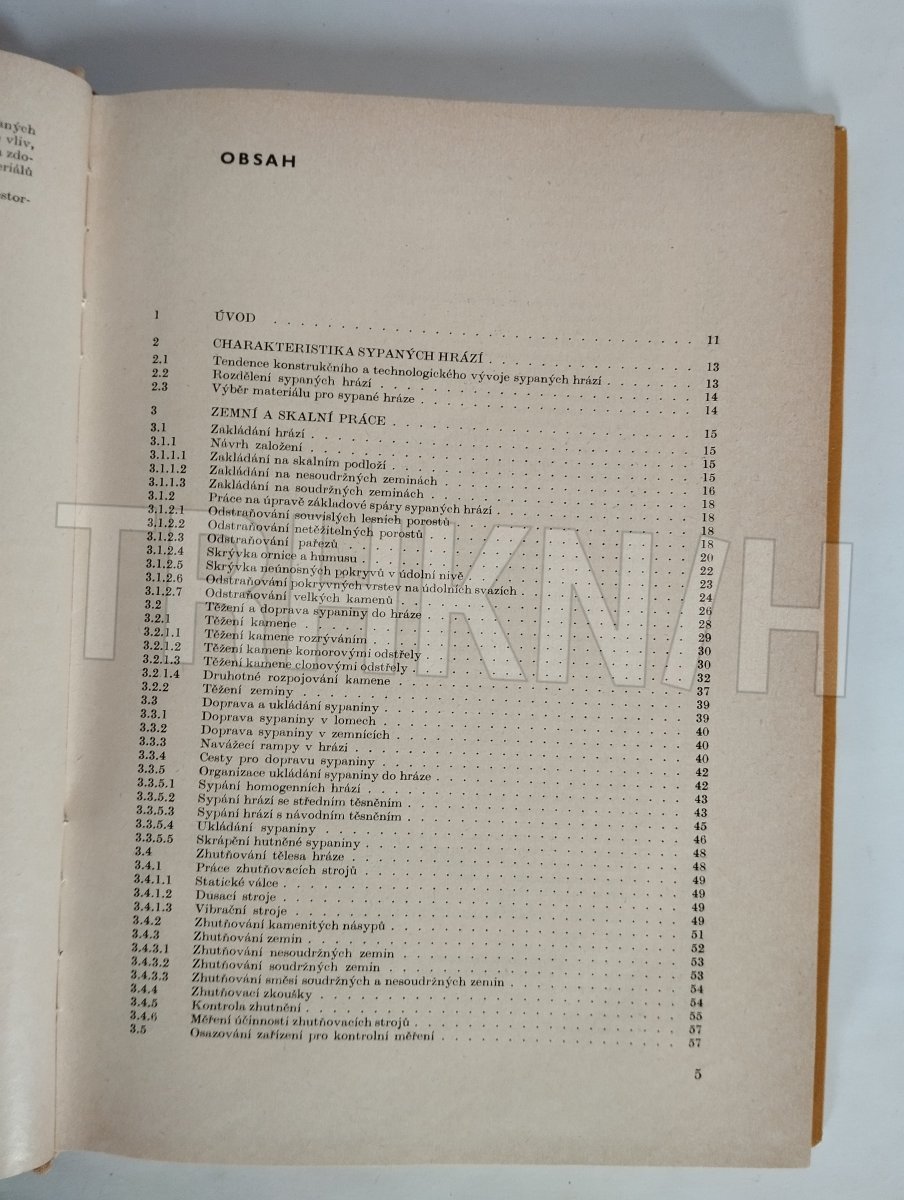 aných
vliv,
zdo-
eriálů
stor-
OBSAH
1 ÚVOD . . . 11
2 CHARAKTERISTIKA SYPANÝCH HRÁZÍ . . . 13
2.1 Tendence konstrukčního a technologického vývoje sypaných hrází . . . 13
2.2 Rozdělení sypaných hrází . . . 14
2.3 Výběr materiálu pro sypané hráze . . . 14
3 ZEMNÍ A SKALNÍ PRÁCE . . . 15
3.1 Zakládání hrází . . . 15
3.1.1 Návrh založení . . . 15
3.1.1.1 Zakládání na skalním podloží . . . 15
3.1.1.2 Zakládání na nesoudržných zeminách . . . 16
3.1.1.3 Zakládání na soudržných zeminách . . . 18
3.1.2 Práce na úpravě základové spáry sypaných hrází . . . 18
3.1.2.1 Odstraňování souvislých lesních porostů . . . 18
3.1.2.2 Odstraňování netěžitelných porostů . . . 18
3.1.2.3 Odstraňování pařezů . . . 20
3.1.2.4 Skrývka ornice a humusu . . . 22
3.1.2.5 Skrývka neúnosných pokryvů v údolní nivě . . . 23
3.1.2.6 Odstraňování pokryvných vrstev na údolních svazích . . . 24
3.1.2.7 Odstraňování velkých kamenů . . . 26
3.2 Těžení a doprava sypaniny do hráze . . . 28
3.2.1 Těžení kamene . . . 29
3.2.1.1 Těžení kamene rozrýváním . . . 30
3.2.1.2 Těžení kamene komorovými odstřely . . . 30
3.2.1.3 Těžení kamene clonovými odstřely . . . 32
3.2 1.4 Druhotné rozpojování kamene . . . 37
3.2.2 Těžení zeminy . . . 39
3.3 Doprava a ukládání sypaniny . . . 39
3.3.1 Doprava sypaniny v lomech . . . 40
3.3.2 Doprava sypaniny v zemnících . . . 40
3.3.3 Navážecí rampy v hrázi . . . 40
3.3.4 Cesty pro dopravu sypaniny . . . 42
3.3.5 Organizace ukládání sypaniny do hráze . . . 42
3.3.5.1 Sypání homogenních hrází . . . 43
3.3.5.2 Sypání hrází se středním těsněním . . . 43
3.3.5.3 Sypání hrází s návodním těsněním . . . 45
3.3.5.4 Ukládání sypaniny . . . 46
3.3.5.5 Skrápění hutněné sypaniny . . . 48
3.4 Zhutňování tělesa hráze . . . 48
3.4.1 Práce zhutňovacích strojů . . . 49
3.4.1.1 Statické válce . . . 49
3.4.1.2 Dusací stroje . . . 49
3.4.1.3 Vibrační stroje . . . 49
3.4.2 Zhutňování kamenitých násypů . . . 51
3.4.3 Zhutňování zemin . . . 52
3.4.3.1 Zhutňování nesoudržných zemin . . . 53
3.4.3.2 Zhutňování soudržných zemin . . . 53
3.4.3.3 Zhutňování směsí soudržných a nesoudržných zemin . . . 54
3.4.4 Zhutňovací zkoušky . . . 54
3.4.5 Kontrola zhutnění . . . 55
3.4.6 Měření účinnosti zhutňovacích strojů . . . 57
3.5 Osazování zařízení pro kontrolní měření . . . 57
5